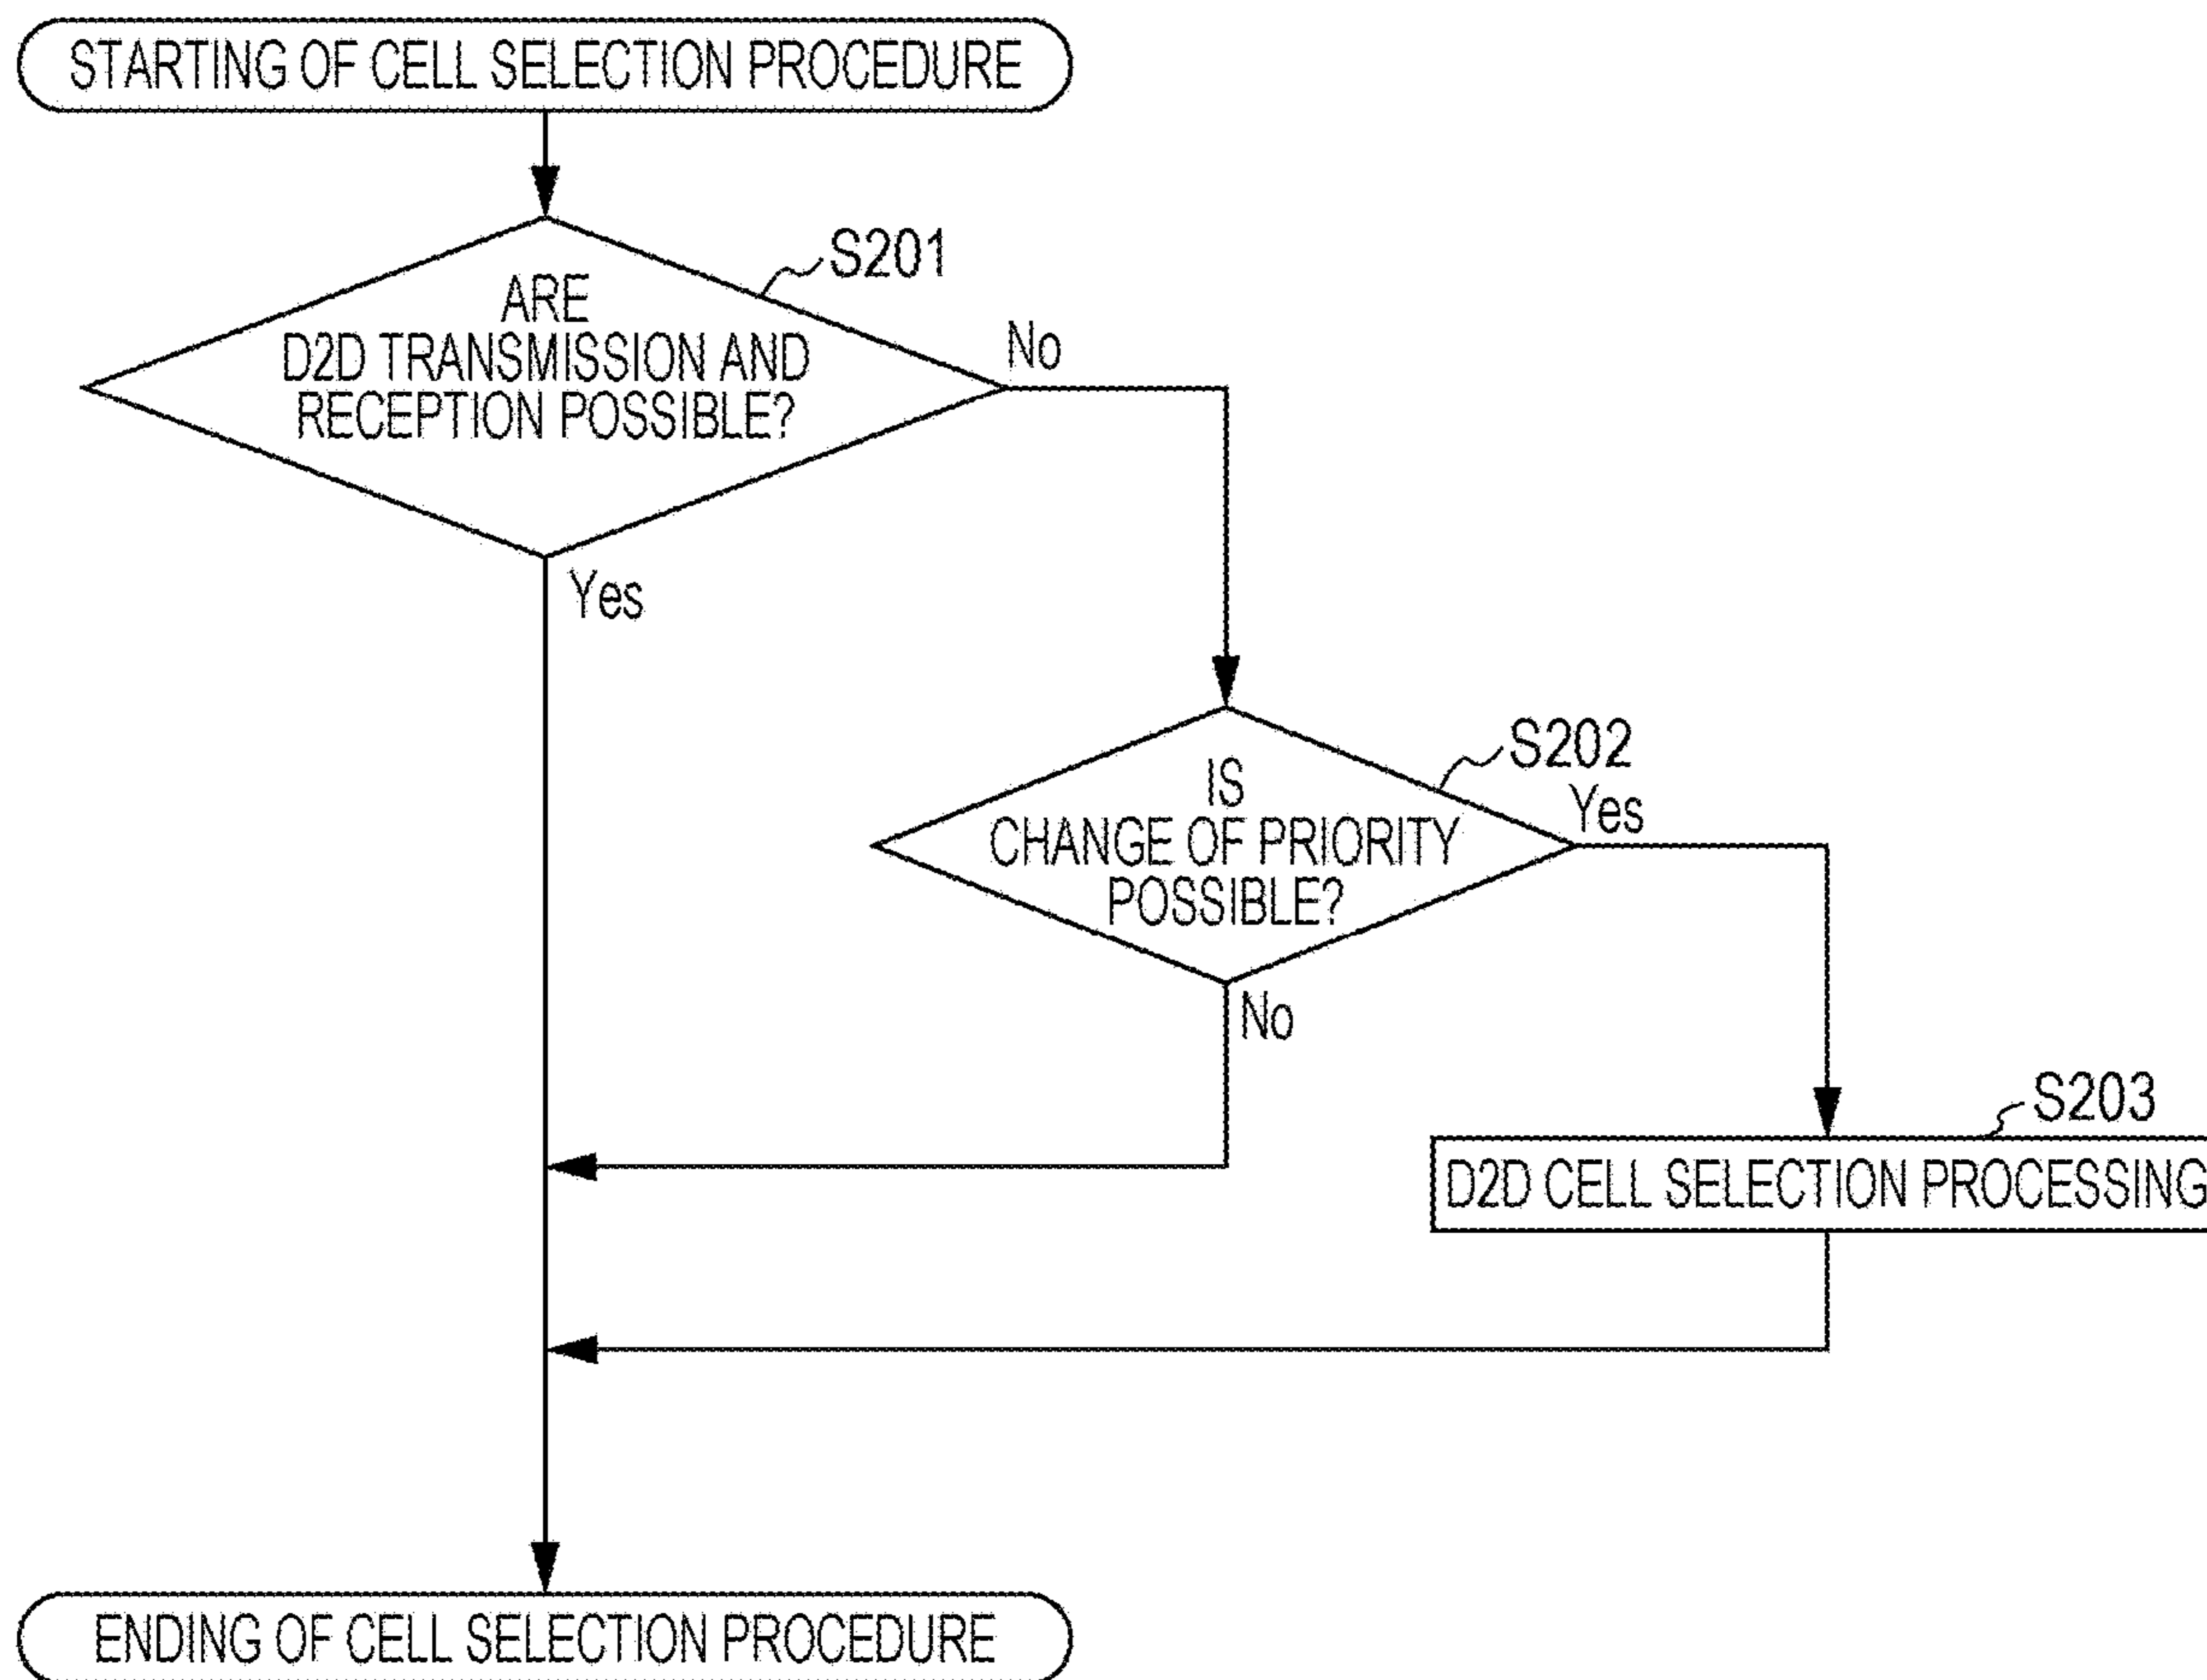 STARTING OF CELL SELECTION PROCEDURE
S201
ARE
D2D TRANSMISSION AND
RECEPTION POSSIBLE?
No
Yes
S202
IS
CHANGE OF PRIORITY
POSSIBLE?
Yes
No
S203
D2D CELL SELECTION PROCESSING
ENDING OF CELL SELECTION PROCEDURE